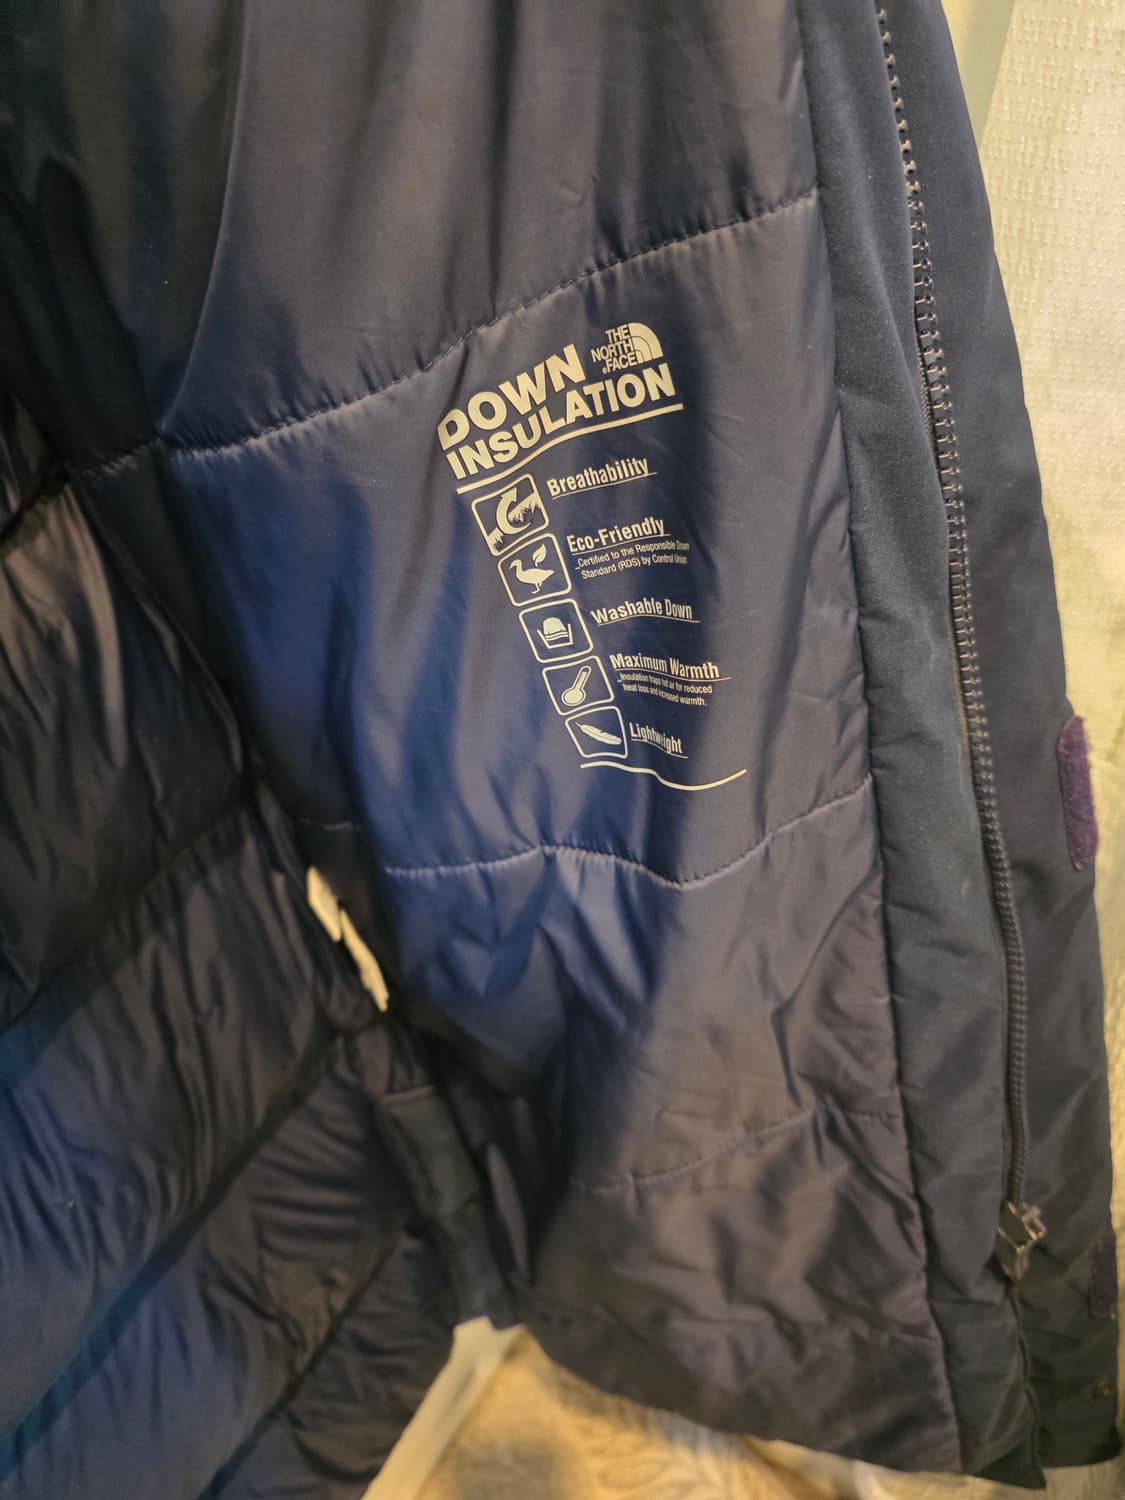 THE
NORTH
FACE
DOWN
INSULATION
Breathability
Eco-Friendly
Certified to the Responsible Down
Standard (RDS) by Control Union
Washable Down
Maximum Warmth
Insulation traps hot air for reduced
heat loss and increased warmth.
Lightweight